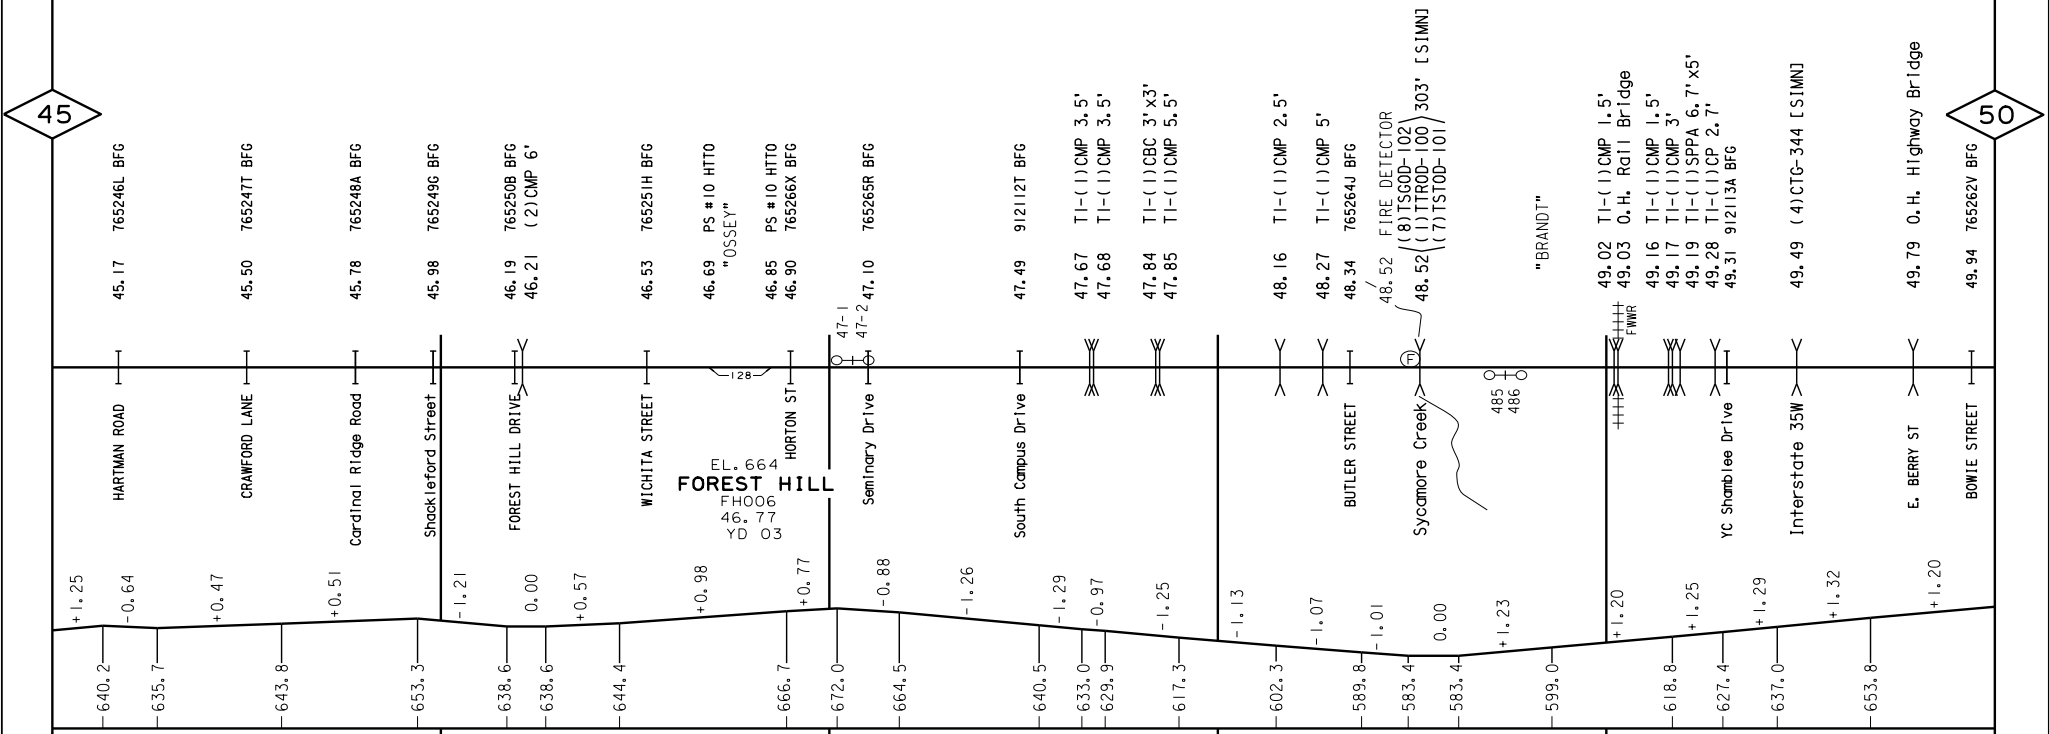 45
50
45.17 765246L BFG
45.50 765247T BFG
45.78 765248A BFG
45.98 765249G BFG
46.19 765250B BFG
46.21 (2)CMP 6'
46.53 765251H BFG
46.69 PS #10 HTTO
"OSSEY"
46.85 PS #10 HTTO
46.90 765266X BFG
47.10 765265R BFG
47.49 912112T BFG
47.67 T1-(1)CMP 3.5'
47.68 T1-(1)CMP 3.5'
47.84 T1-(1)CBC 3'x3'
47.85 T1-(1)CMP 5.5'
48.16 T1-(1)CMP 2.5'
48.27 T1-(1)CMP 5'
48.34 765264J BFG
48.52 FIRE DETECTOR
48.52 (8)TSGOD-102
(1)TTROD-100 303' [SIMN]
(7)TSTOD-101
"BRANDT"
49.02 T1-(1)CMP 1.5'
49.03 O.H. Rail Bridge
49.16 T1-(1)CMP 1.5'
49.17 T1-(1)CMP 3'
49.19 T1-(1)SPPA 6.7'x5'
49.28 T1-(1)CP 2.7'
49.31 912113A BFG
49.49 (4)CTG-344 [SIMN]
49.79 O.H. Highway Bridge
49.94 765262V BFG
47-1
47-2
FWWR
128
F
485
486
HARTMAN ROAD
CRAWFORD LANE
Cardinal Ridge Road
Shackleford Street
FOREST HILL DRIVE
WICHITA STREET
HORTON ST
Seminary Drive
South Campus Drive
BUTLER STREET
Sycamore Creek
YC Shamblee Drive
Interstate 35W
E. BERRY ST
BOWIE STREET
EL. 664
FOREST HILL
FH006
46.77
YD 03
+1.25
-0.64
+0.47
+0.51
-1.21
0.00
+0.57
+0.98
+0.77
-0.88
-1.26
-1.29
-0.97
-1.25
-1.13
-1.07
-1.01
0.00
+1.23
+1.20
+1.25
+1.29
+1.32
+1.20
640.2
635.7
643.8
653.3
638.6
638.6
644.4
666.7
672.0
664.5
640.5
633.0
629.9
617.3
602.3
589.8
583.4
583.4
599.0
618.8
627.4
637.0
653.8